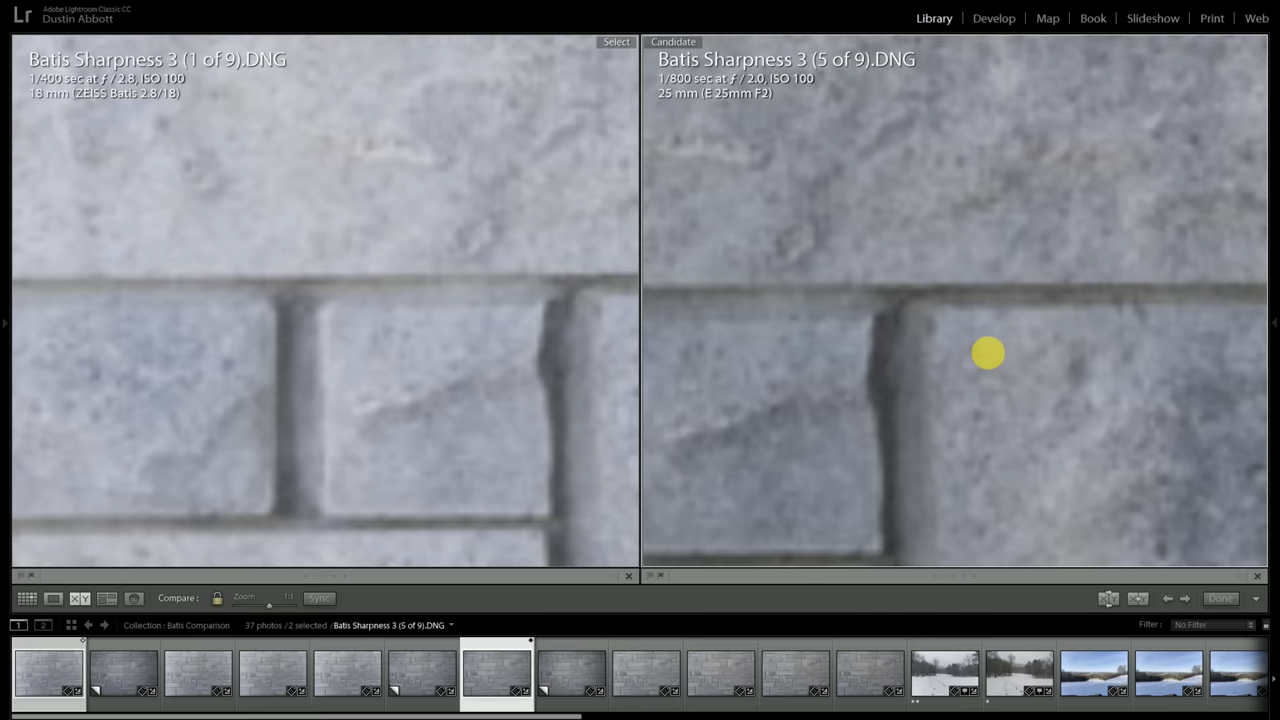 Lr Adobe Lightroom Classic CC
Dustin Abbott
Library | Develop | Map | Book | Slideshow | Print | Web
Select
Batis Sharpness 3 (1 of 9).DNG
1/400 sec at ƒ / 2.8, ISO 100
18 mm (ZEISS Batis 2.8/18)
Candidate
Batis Sharpness 3 (5 of 9).DNG
1/800 sec at ƒ / 2.0, ISO 100
25 mm (E 25mm F2)
X Y Compare : Zoom 1:1 Sync Done
1 2 Collection : Batis Comparison 37 photos / 2 selected / Batis Sharpness 3 (5 of 9).DNG Filter : No Filter